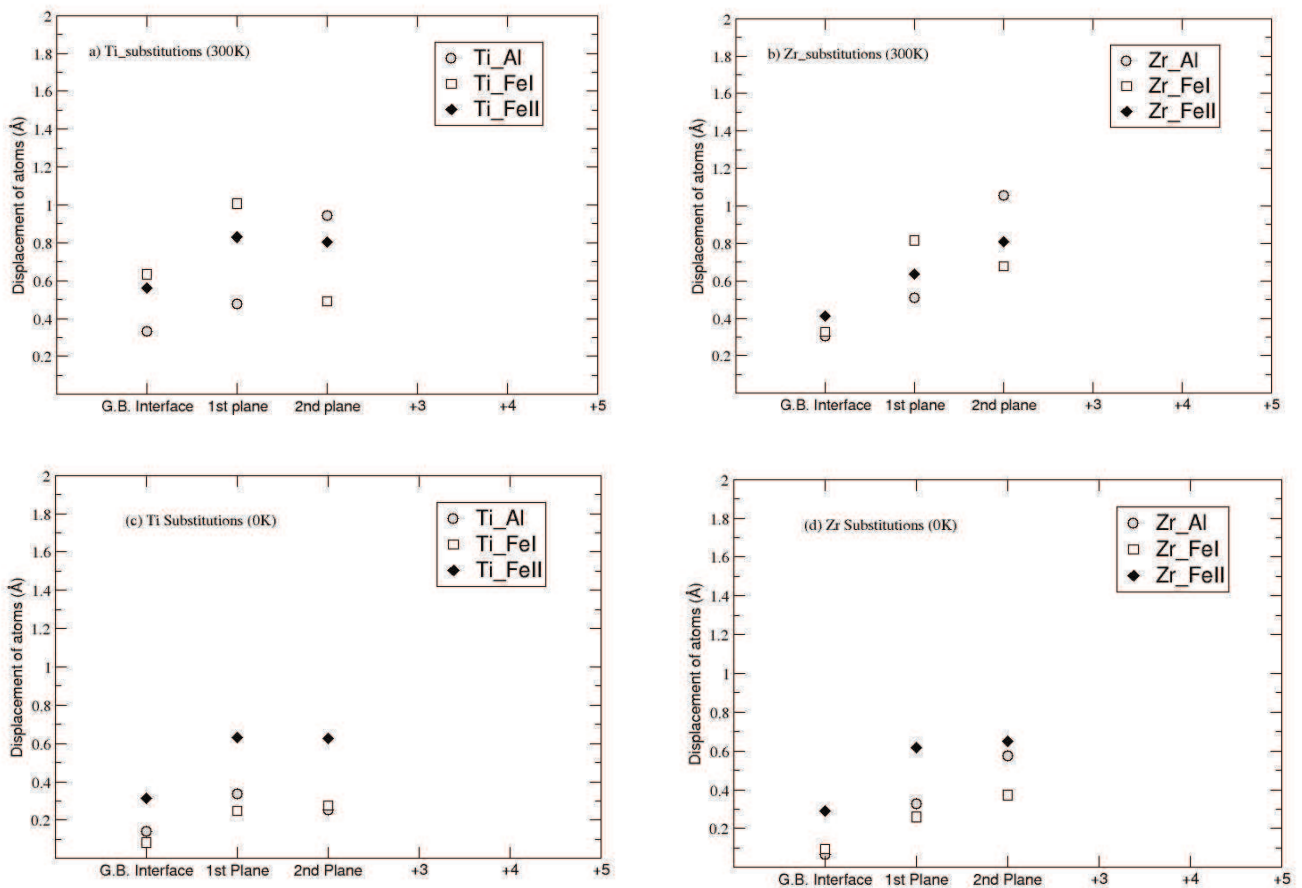 a) Ti_substitutions (300K)
Ti_Al
Ti_FeI
Ti_FeII
Displacement of atoms (Å)
2
1.8
1.6
1.4
1.2
1
0.8
0.6
0.4
0.2
G.B. Interface 1st plane 2nd plane +3 +4 +5
b) Zr_substitutions (300K)
Zr_Al
Zr_FeI
Zr_FeII
Displacement of atoms (Å)
2
1.8
1.6
1.4
1.2
1
0.8
0.6
0.4
0.2
G.B. Interface 1st plane 2nd plane +3 +4 +5
(c) Ti Substitutions (0K)
Ti_Al
Ti_FeI
Ti_FeII
Displacement of atoms (Å)
2
1.8
1.6
1.4
1.2
1
0.8
0.6
0.4
0.2
G.B. Interface 1st Plane 2nd Plane +3 +4 +5
(d) Zr Substitutions (0K)
Zr_Al
Zr_FeI
Zr_FeII
Displacement of atoms (Å)
2
1.8
1.6
1.4
1.2
1
0.8
0.6
0.4
0.2
G.B. Interface 1st Plane 2nd Plane +3 +4 +5